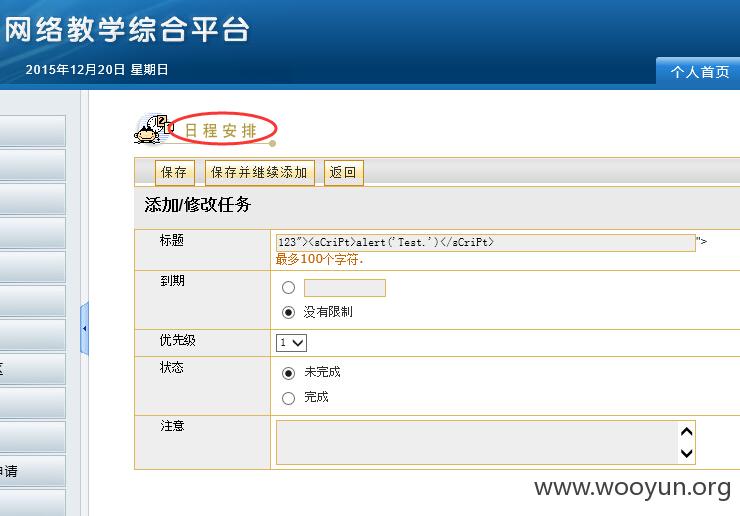 网络教学综合平台
2015年12月20日 星期日
个人首页
日程安排
保存 保存并继续添加 返回
添加/修改任务
标题 123"><sCriPt>alert('Test.')</sCriPt> ">
最多100个字符.
到期
没有限制
优先级 1
状态 未完成
完成
注意
申请
www.wooyun.org